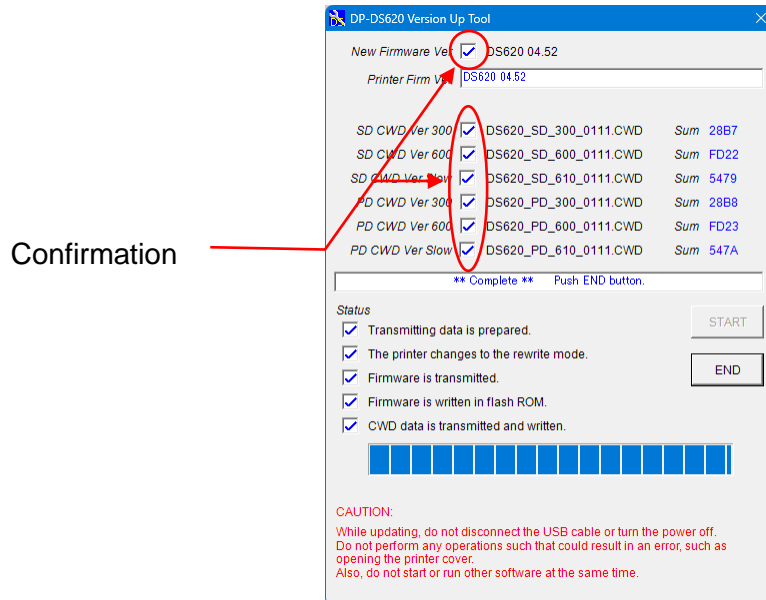 DP-DS620 Version Up Tool
New Firmware Ver DS620 04.52
Printer Firm Ver DS620 04.52
SD CWD Ver 300 DS620_SD_300_0111.CWD Sum 28B7
SD CWD Ver 600 DS620_SD_600_0111.CWD Sum FD22
SD CWD Ver Slow DS620_SD_610_0111.CWD Sum 5479
PD CWD Ver 300 DS620_PD_300_0111.CWD Sum 28B8
PD CWD Ver 600 DS620_PD_600_0111.CWD Sum FD23
PD CWD Ver Slow DS620_PD_610_0111.CWD Sum 547A
Confirmation
** Complete ** Push END button.
Status
START
Transmitting data is prepared.
The printer changes to the rewrite mode.
END
Firmware is transmitted.
Firmware is written in flash ROM.
CWD data is transmitted and written.
CAUTION:
While updating, do not disconnect the USB cable or turn the power off.
Do not perform any operations such that could result in an error, such as
opening the printer cover.
Also, do not start or run other software at the same time.